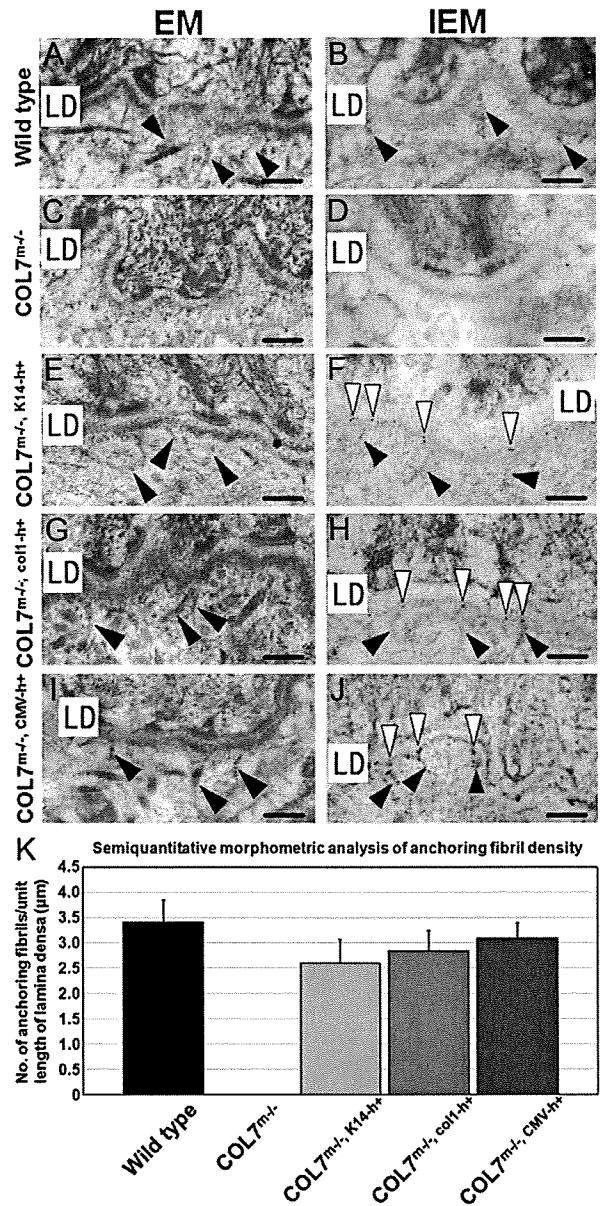 EM IEM
Wild type
A LD
B LD
COL7m-/-
C LD
D LD
COL7m-/-, K14-h+
E LD
F LD
COL7m-/-, col1-h+
G LD
H LD
COL7m-/-, CMV-h+
I LD
J LD
K Semiquantitative morphometric analysis of anchoring fibril density
No. of anchoring fibrils/unit
length of lamina densa (μm)
4.5
4.0
3.5
3.0
2.5
2.0
1.5
1.0
0.5
0
Wild type
COL7m-/-
COL7m-/-, K14-h+
COL7m-/-, col1-h+
COL7m-/-, CMV-h+